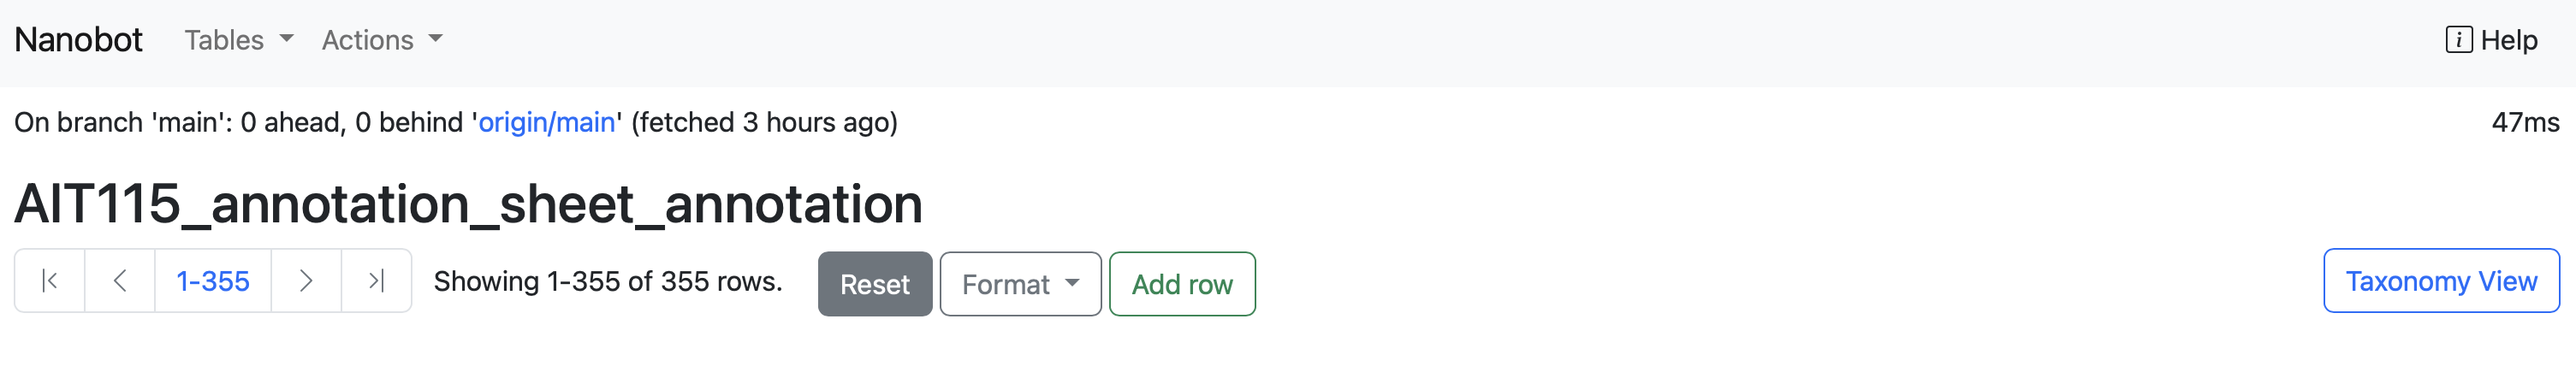 Nanobot Tables Actions Help
On branch 'main': 0 ahead, 0 behind 'origin/main' (fetched 3 hours ago) 47ms
AIT115_annotation_sheet_annotation
1-355 Showing 1-355 of 355 rows. Reset Format Add row Taxonomy View